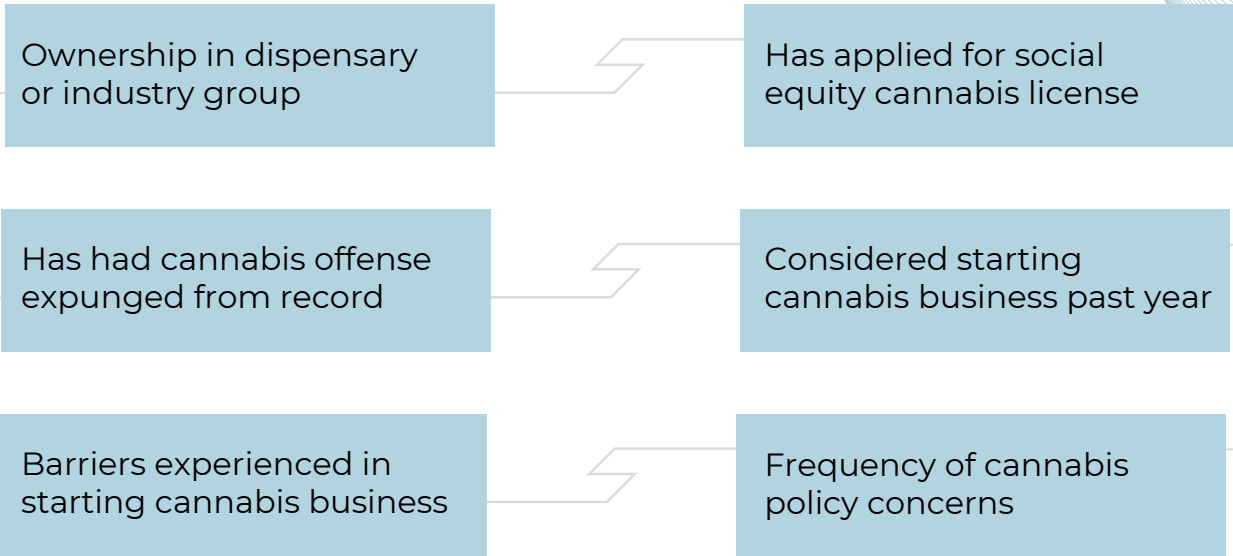 Ownership in dispensary
or industry group
Has applied for social
equity cannabis license
Has had cannabis offense
expunged from record
Considered starting
cannabis business past year
Barriers experienced in
starting cannabis business
Frequency of cannabis
policy concerns